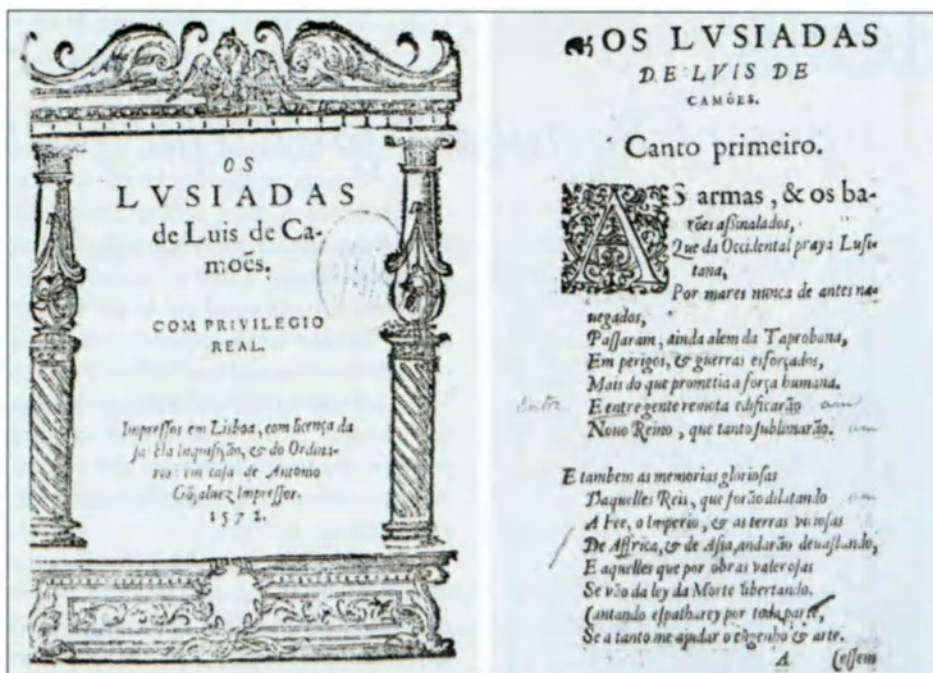 OS
LVSIADAS
de Luis de Ca-
moẽs.
COM PRIVILEGIO
REAL.
Impressos em Lisboa, com licença da
sancta Inquisição, & do Ordina-
rio: em casa de Antonio
Gõçaluez Impressor.
1572.
OS LVSIADAS
DE LVIS DE
CAMÕES.
Canto primeiro.
AS armas, & os ba-
rões assinalados,
Que da Occidental praya Lusi-
tana,
Por mares nunca de antes na-
uegados,
Passaram, ainda alem da Taprobana,
Em perigos, & guerras esforçados,
Mais do que prometia a força humana.
Entre
E entre gente remota edificarão
Nouo Reino, que tanto sublimarão.
E tambem as memorias gloriosas
Daquelles Reis, que forão dilatando
A Fee, o Imperio, & as terras viciosas
De Affrica, & de Asia, andarão deuastando,
E aquelles que por obras valerosas
Se vão da ley da Morte libertando.
Cantando espalharey por toda parte,
Se a tanto me ajudar o engenho & arte.
A Cessem